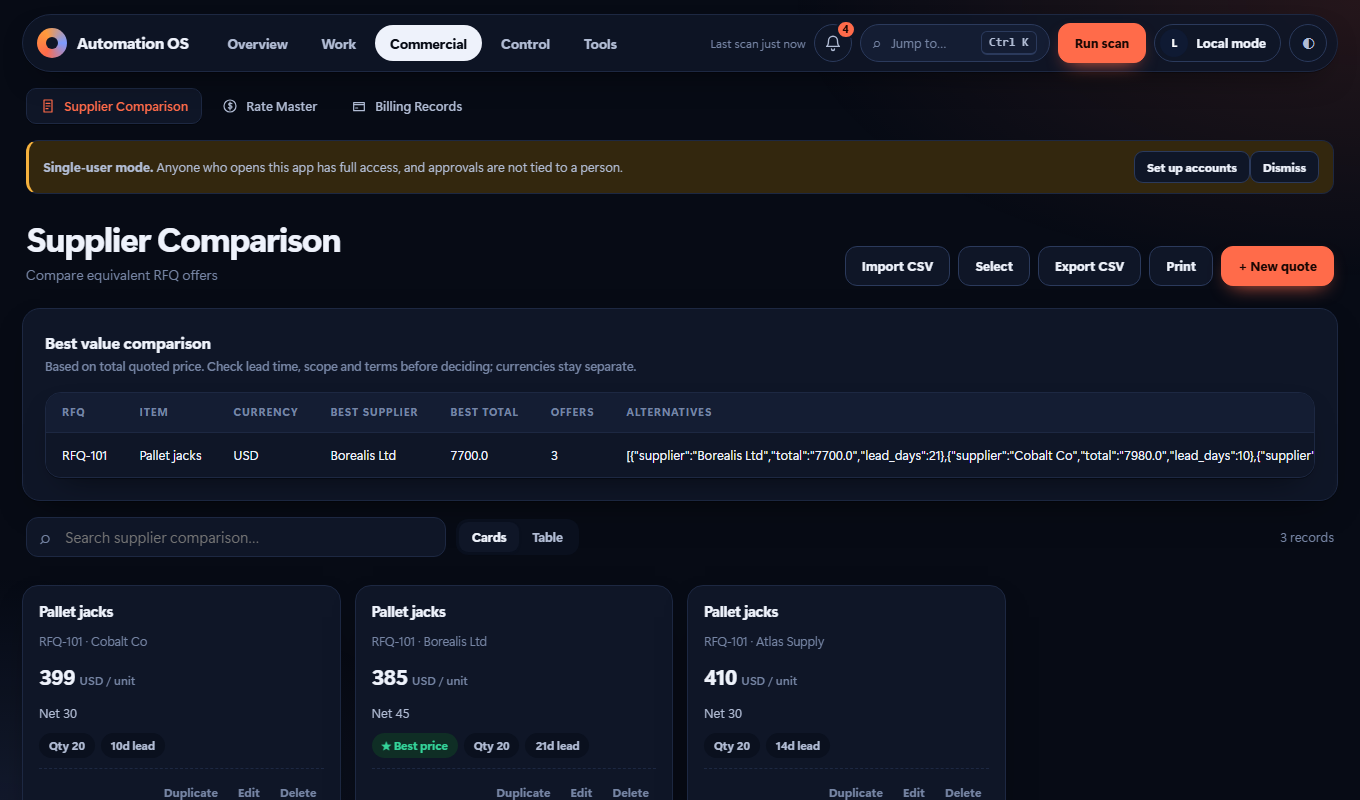 Automation OS Overview Work Commercial Control Tools Last scan just now 4 Jump to... Ctrl K Run scan L Local mode
Supplier Comparison Rate Master Billing Records
Single-user mode. Anyone who opens this app has full access, and approvals are not tied to a person. Set up accounts Dismiss
Supplier Comparison
Compare equivalent RFQ offers
Import CSV Select Export CSV Print + New quote
Best value comparison
Based on total quoted price. Check lead time, scope and terms before deciding; currencies stay separate.
RFQ ITEM CURRENCY BEST SUPPLIER BEST TOTAL OFFERS ALTERNATIVES
RFQ-101 Pallet jacks USD Borealis Ltd 7700.0 3 [{"supplier":"Borealis Ltd","total":"7700.0","lead_days":21},{"supplier":"Cobalt Co","total":"7980.0","lead_days":10},{"supplier"
Search supplier comparison... Cards Table 3 records
Pallet jacks
RFQ-101 · Cobalt Co
399 USD / unit
Net 30
Qty 20 10d lead
Duplicate Edit Delete
Pallet jacks
RFQ-101 · Borealis Ltd
385 USD / unit
Net 45
★ Best price Qty 20 21d lead
Duplicate Edit Delete
Pallet jacks
RFQ-101 · Atlas Supply
410 USD / unit
Net 30
Qty 20 14d lead
Duplicate Edit Delete